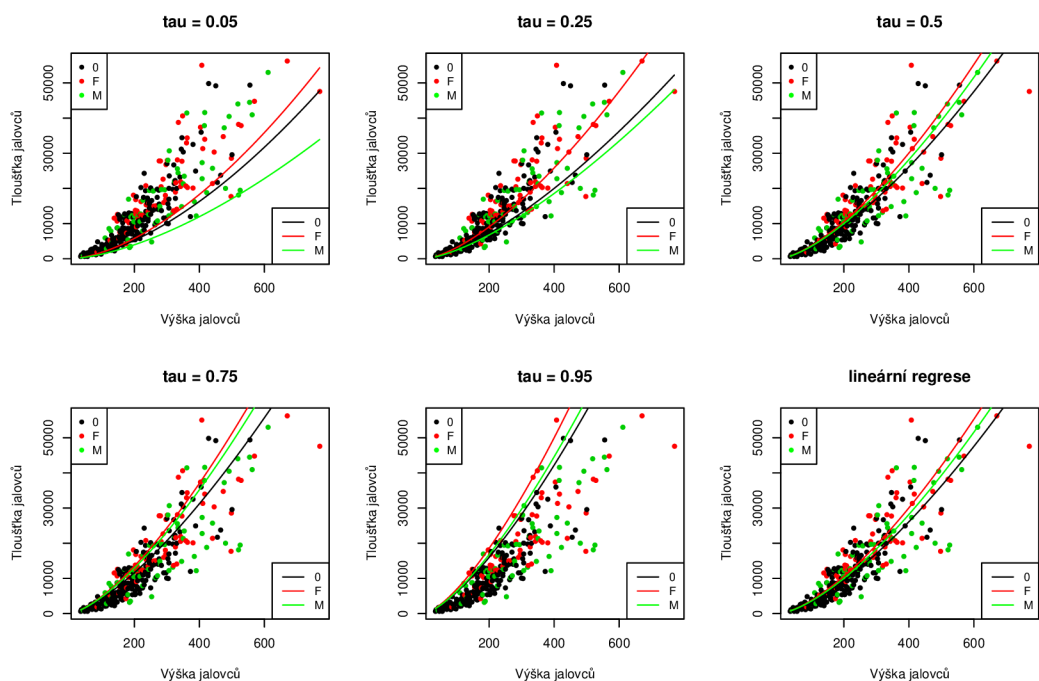 tau = 0.05
0
F
M
0
F
M
0
10000
30000
50000
200
400
600
Tloušťka jalovců
Výška jalovců
tau = 0.25
0
F
M
0
F
M
0
10000
30000
50000
200
400
600
Tloušťka jalovců
Výška jalovců
tau = 0.5
0
F
M
0
F
M
0
10000
30000
50000
200
400
600
Tloušťka jalovců
Výška jalovců
tau = 0.75
0
F
M
0
F
M
0
10000
30000
50000
200
400
600
Tloušťka jalovců
Výška jalovců
tau = 0.95
0
F
M
0
F
M
0
10000
30000
50000
200
400
600
Tloušťka jalovců
Výška jalovců
lineární regrese
0
F
M
0
F
M
0
10000
30000
50000
200
400
600
Tloušťka jalovců
Výška jalovců